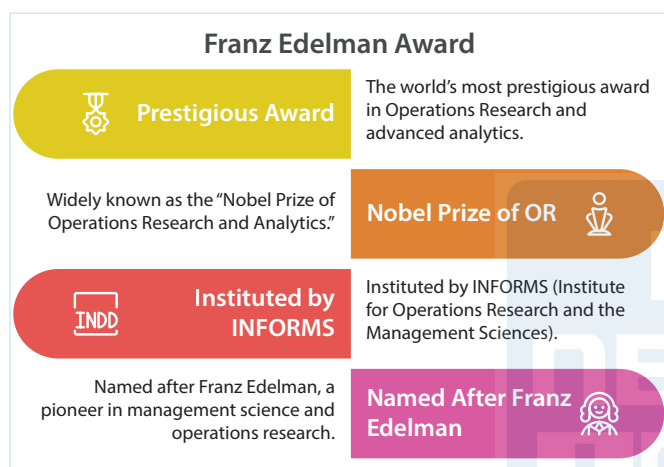 Franz Edelman Award
Prestigious Award
The world’s most prestigious award
in Operations Research and
advanced analytics.
Widely known as the “Nobel Prize of
Operations Research and Analytics.”
Nobel Prize of OR
INDD
Instituted by
INFORMS
Instituted by INFORMS (Institute
for Operations Research and the
Management Sciences).
Named after Franz Edelman, a
pioneer in management science and
operations research.
Named After Franz
Edelman